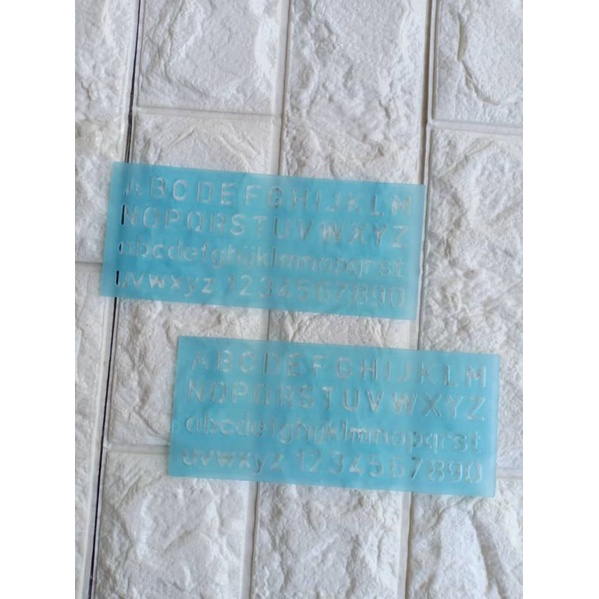 ABCDEFGHIJKLM
NOPQRSTUVWXYZ
abcdefghijklmnopqrst
uvwxyz 1234567890
ABCDEFGHIJKLM
NOPQRSTUVWXYZ
abcdefghijklmnopqrst
uvwxyz 1234567890